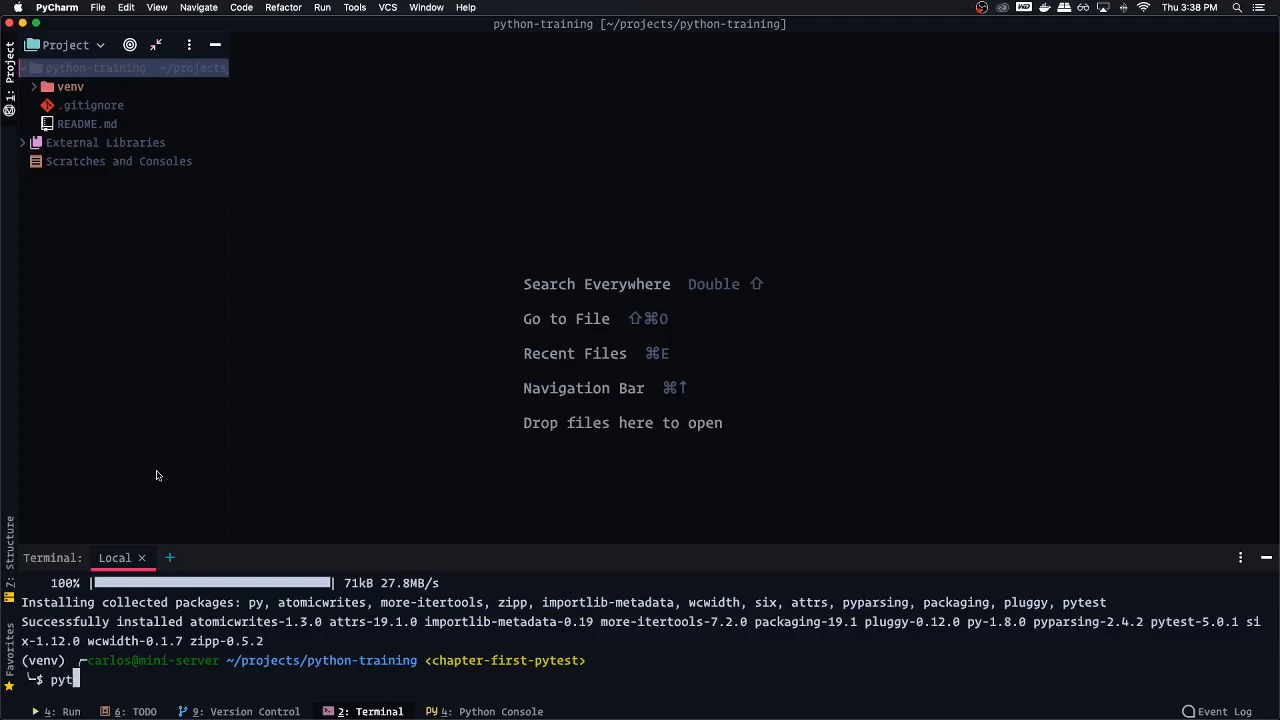 PyCharm File Edit View Navigate Code Refactor Run Tools VCS Window Help
Thu 3:38 PM
python-training [~/projects/python-training]
1: Project
Project
python-training ~/projects/
venv
.gitignore
README.md
External Libraries
Scratches and Consoles
Search Everywhere Double ⇧
Go to File ⇧⌘O
Recent Files ⌘E
Navigation Bar ⌘↑
Drop files here to open
7: Structure
Favorites
Terminal: Local × +
100% |████████████████████████████████| 71kB 27.8MB/s
Installing collected packages: py, atomicwrites, more-itertools, zipp, importlib-metadata, wcwidth, six, attrs, pyparsing, packaging, pluggy, pytest
Successfully installed atomicwrites-1.3.0 attrs-19.1.0 importlib-metadata-0.19 more-itertools-7.2.0 packaging-19.1 pluggy-0.12.0 py-1.8.0 pyparsing-2.4.2 pytest-5.0.1 si
x-1.12.0 wcwidth-0.1.7 zipp-0.5.2
(venv) ╭carlos@mini-server ~/projects/python-training <chapter-first-pytest>
╰$ pyt
4: Run 6: TODO 9: Version Control 2: Terminal 4: Python Console Event Log